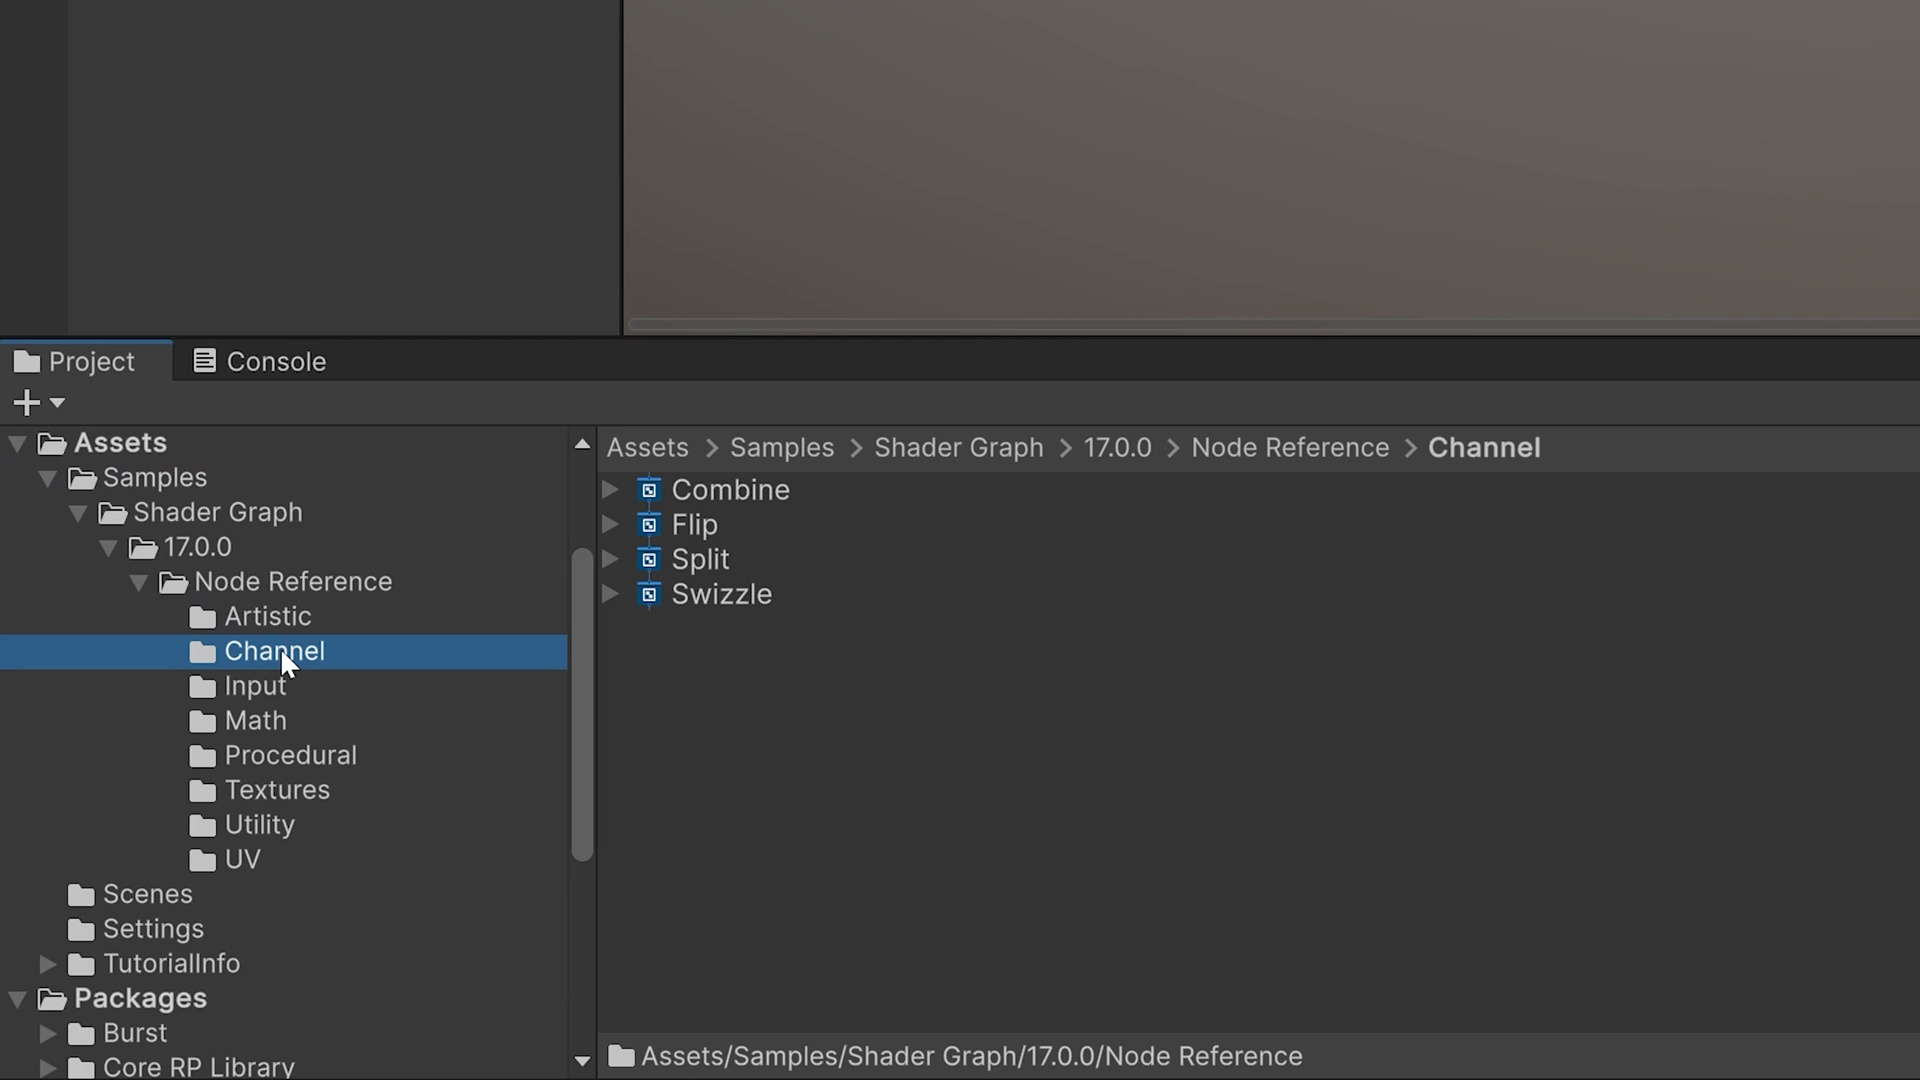 Project
Console
Assets
Samples
Shader Graph
17.0.0
Node Reference
Artistic
Channel
Input
Math
Procedural
Textures
Utility
UV
Scenes
Settings
TutorialInfo
Packages
Burst
Core RP Library
Assets > Samples > Shader Graph > 17.0.0 > Node Reference > Channel
Combine
Flip
Split
Swizzle
Assets/Samples/Shader Graph/17.0.0/Node Reference